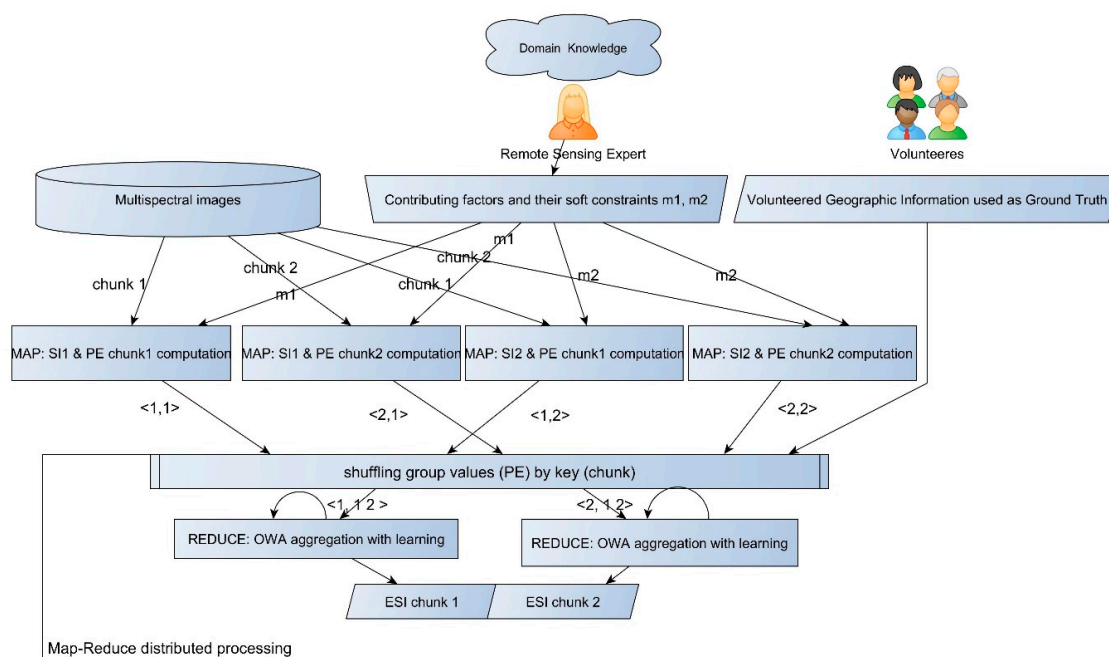 Domain Knowledge
Remote Sensing Expert
Volunteeres
Multispectral images
Contributing factors and their soft constraints m1, m2
Volunteered Geographic Information used as Ground Truth
m1
chunk 2
chunk 2
chunk 1
chunk 1
m2
m2
m1
MAP: SI1 & PE chunk1 computation
MAP: SI1 & PE chunk2 computation
MAP: SI2 & PE chunk1 computation
MAP: SI2 & PE chunk2 computation
<1,1>
<2,1>
<1,2>
<2,2>
shuffling group values (PE) by key (chunk)
<1, 1 2 >
<2, 1 2>
REDUCE: OWA aggregation with learning
REDUCE: OWA aggregation with learning
ESI chunk 1
ESI chunk 2
Map-Reduce distributed processing